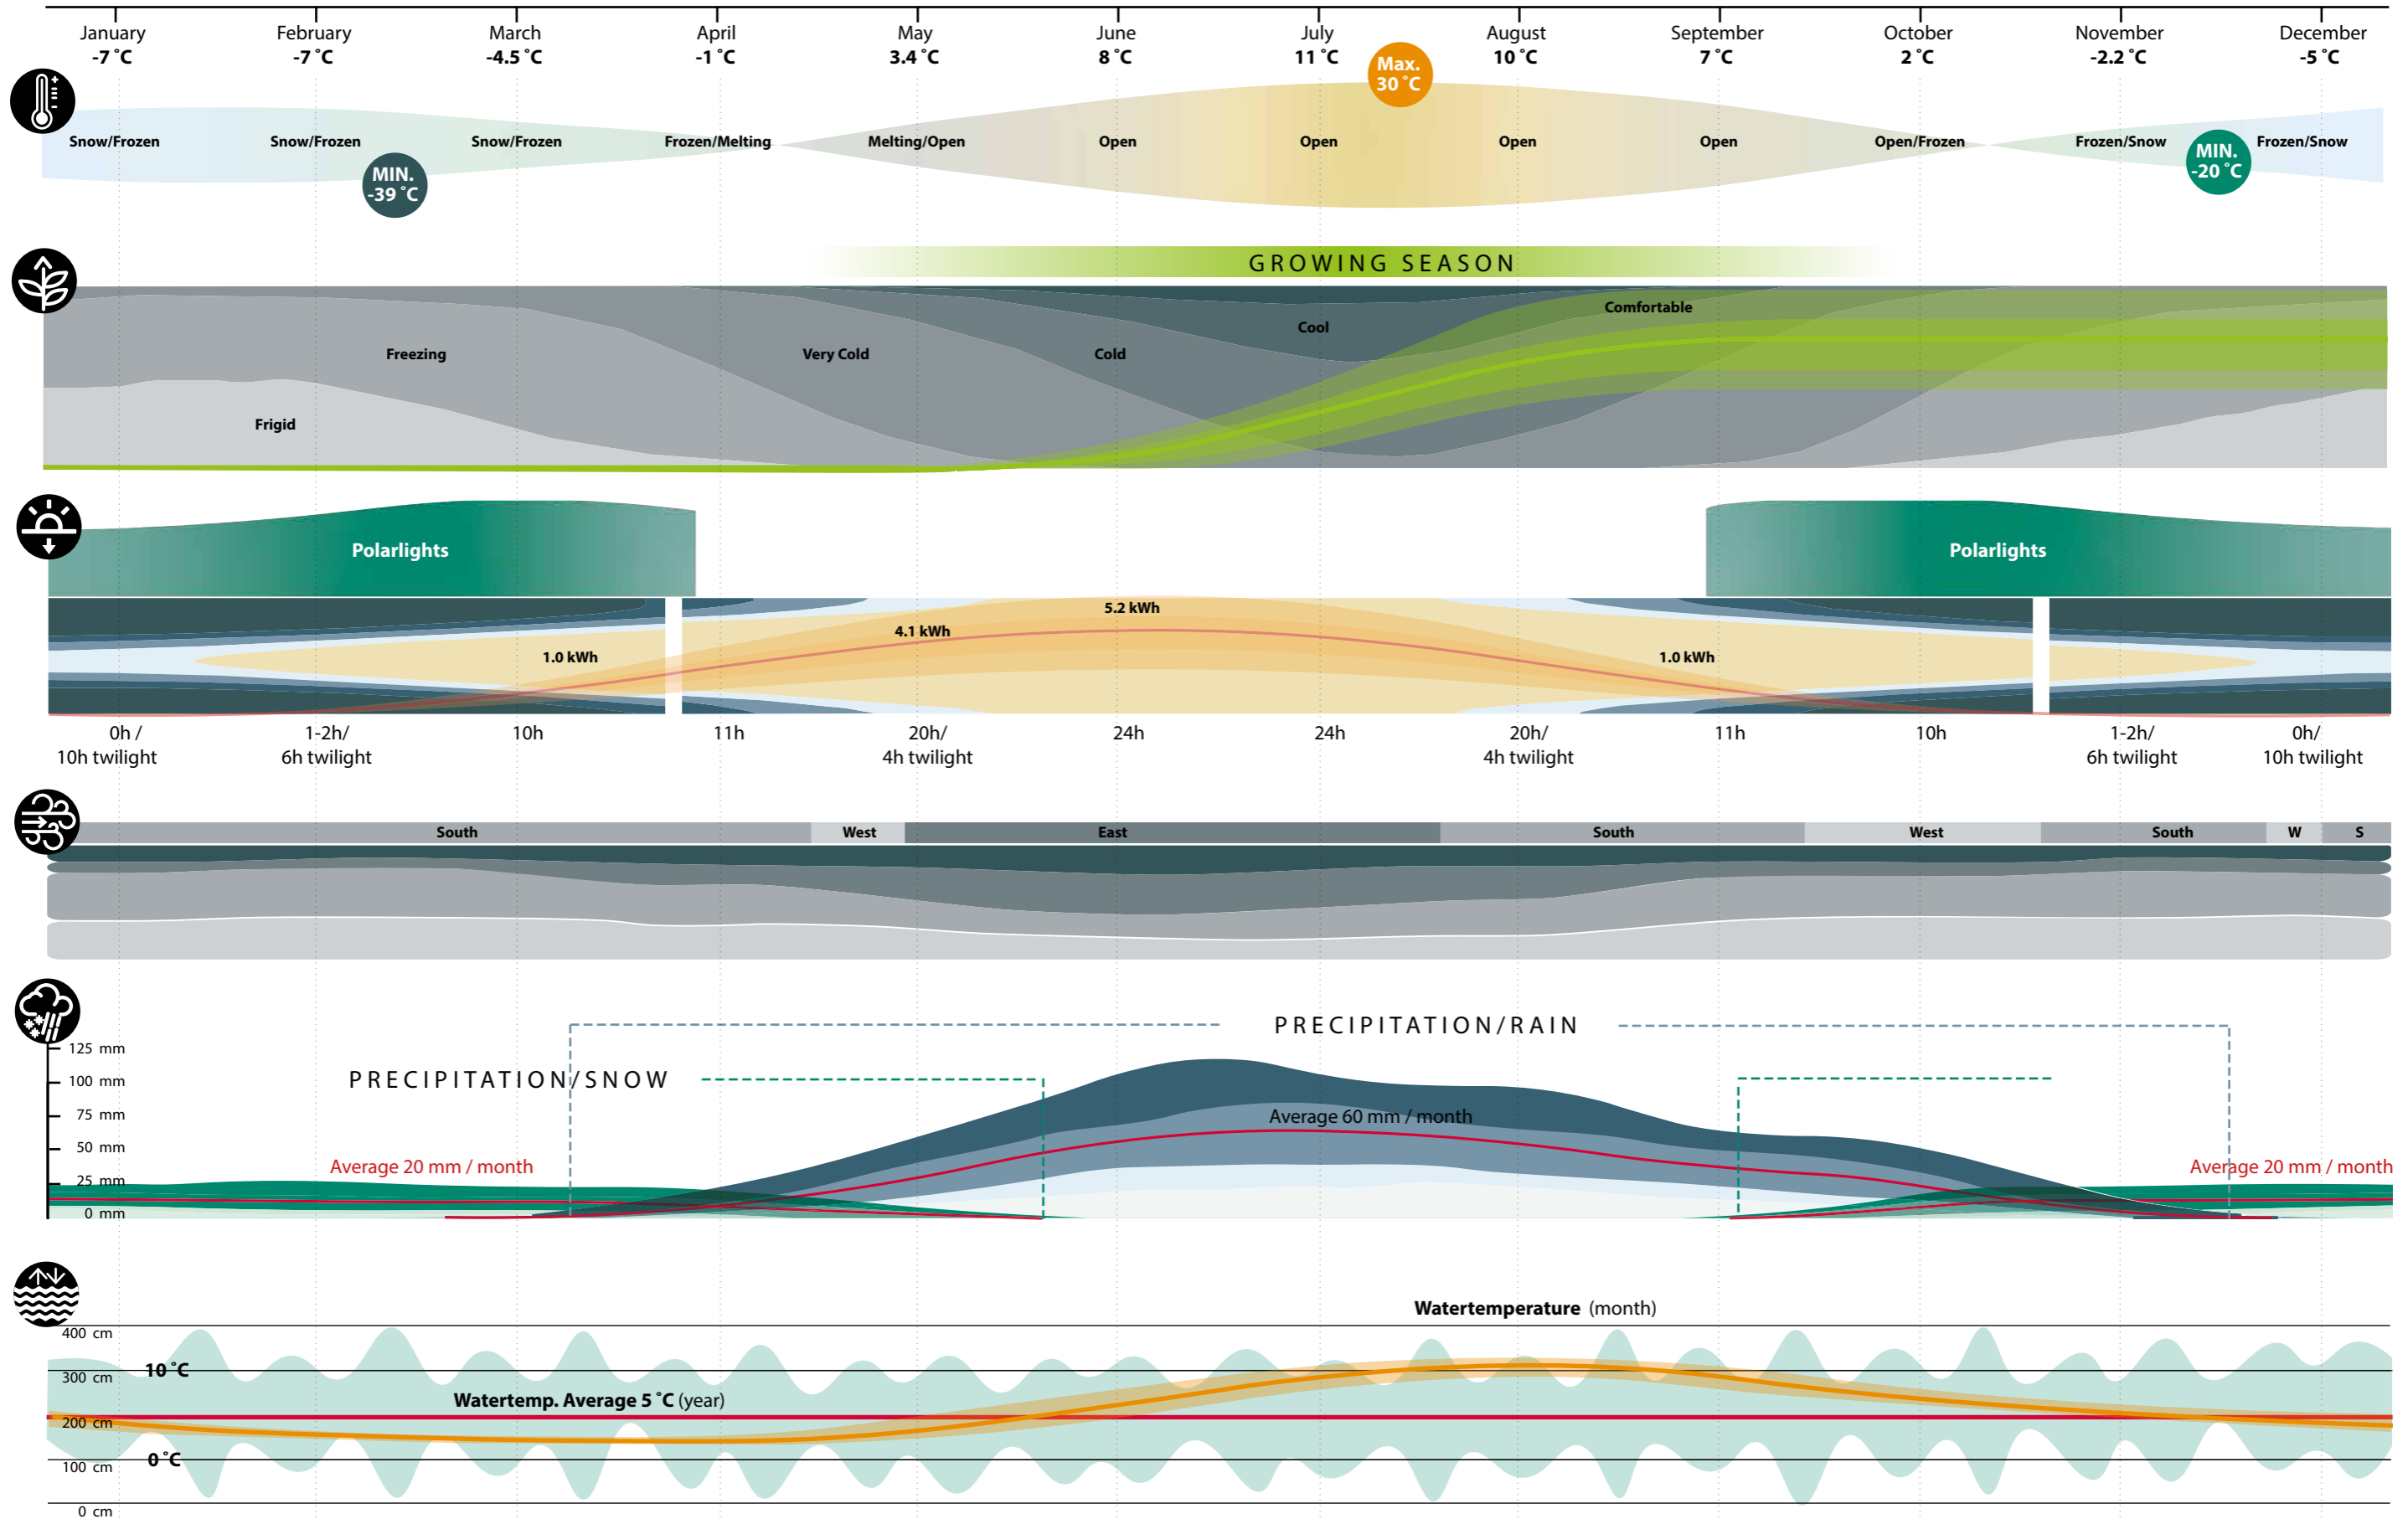 January February March April May June July August September October November December
-7 ˚C -7 ˚C -4.5 ˚C -1 ˚C 3.4 ˚C 8 ˚C 11 ˚C 10 ˚C 7 ˚C 2 ˚C -2.2 ˚C -5 ˚C
Max.
30 ˚C
Snow/Frozen Snow/Frozen Snow/Frozen Frozen/Melting Melting/Open Open Open Open Open Open/Frozen Frozen/Snow Frozen/Snow
MIN.
-39 ˚C
MIN.
-20 ˚C
GROWING SEASON
Comfortable
Cool
Freezing Very Cold Cold
Frigid
Polarlights Polarlights
5.2 kWh
4.1 kWh
1.0 kWh 1.0 kWh
0h / 1-2h/ 10h 11h 20h/ 24h 24h 20h/ 11h 10h 1-2h/ 0h/
10h twilight 6h twilight 4h twilight 4h twilight 6h twilight 10h twilight
South West East South West South W S
PRECIPITATION/RAIN
125 mm
100 mm
PRECIPITATION/SNOW
75 mm
Average 60 mm / month
50 mm
Average 20 mm / month Average 20 mm / month
25 mm
0 mm
Watertemperature (month)
400 cm
10 ˚C
300 cm
Watertemp. Average 5 ˚C (year)
200 cm
0 ˚C
100 cm
0 cm